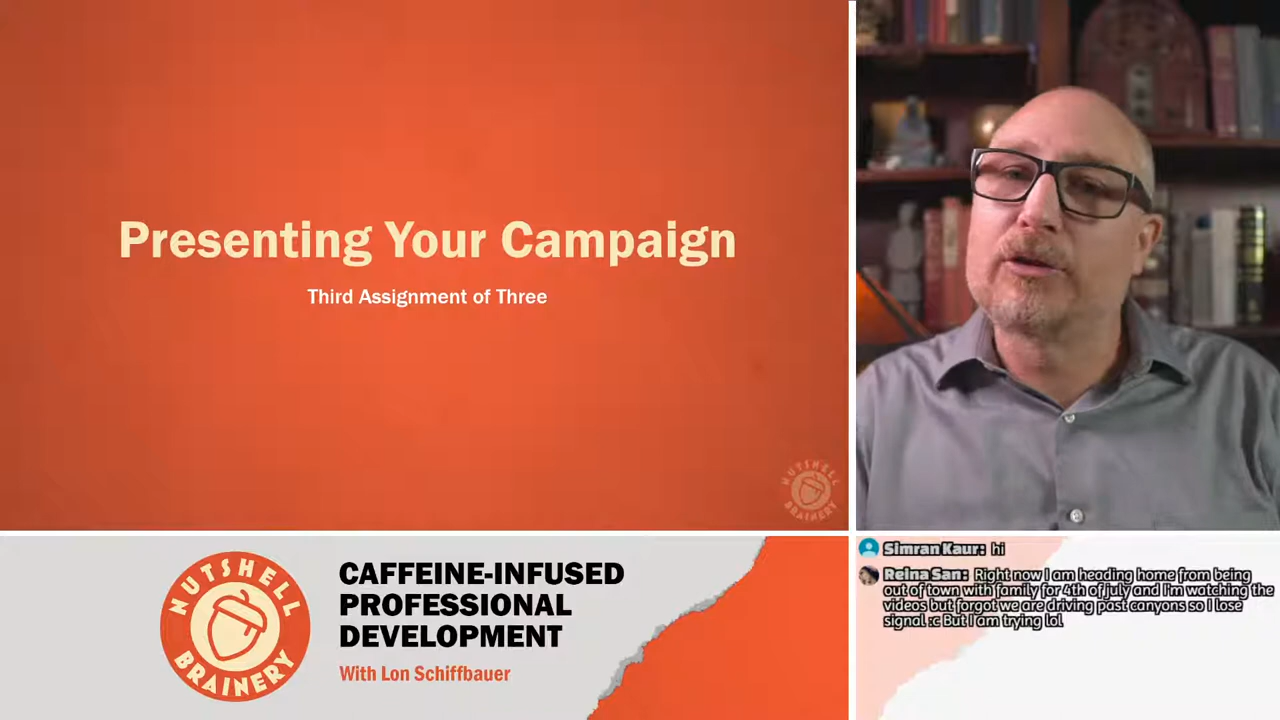 Presenting Your Campaign
Third Assignment of Three
NUTSHELL
BRAINERY
NUTSHELL
BRAINERY
CAFFEINE-INFUSED
PROFESSIONAL
DEVELOPMENT
With Lon Schiffbauer
Simran Kaur: hi
Reina San: Right now I am heading home from being
out of town with family for 4th of july and I'm watching the
videos but forgot we are driving past canyons so I lose
signal :c But I am trying lol